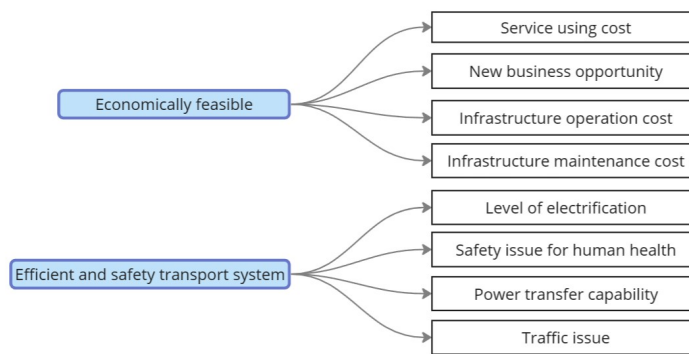 Service using cost
New business opportunity
Economically feasible
Infrastructure operation cost
Infrastructure maintenance cost
Level of electrification
Safety issue for human health
Efficient and safety transport system
Power transfer capability
Traffic issue